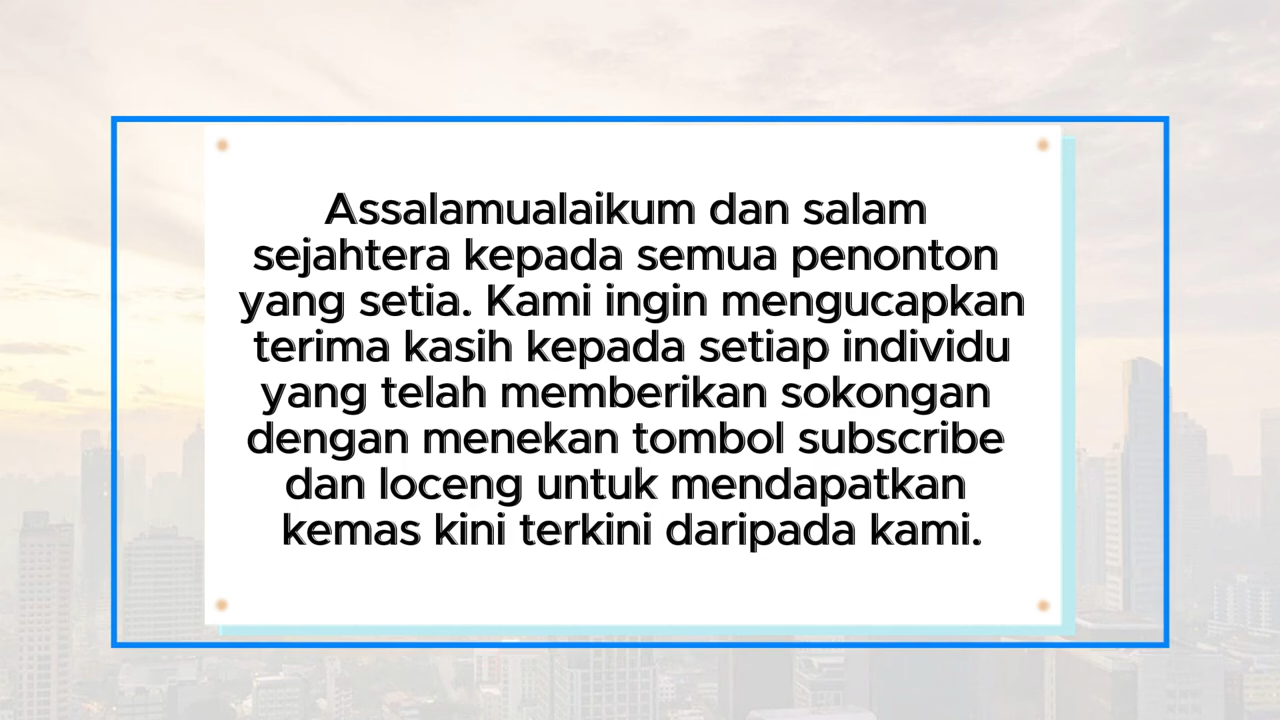 Assalamualaikum dan salam
sejahtera kepada semua penonton
yang setia. Kami ingin mengucapkan
terima kasih kepada setiap individu
yang telah memberikan sokongan
dengan menekan tombol subscribe
dan loceng untuk mendapatkan
kemas kini terkini daripada kami.